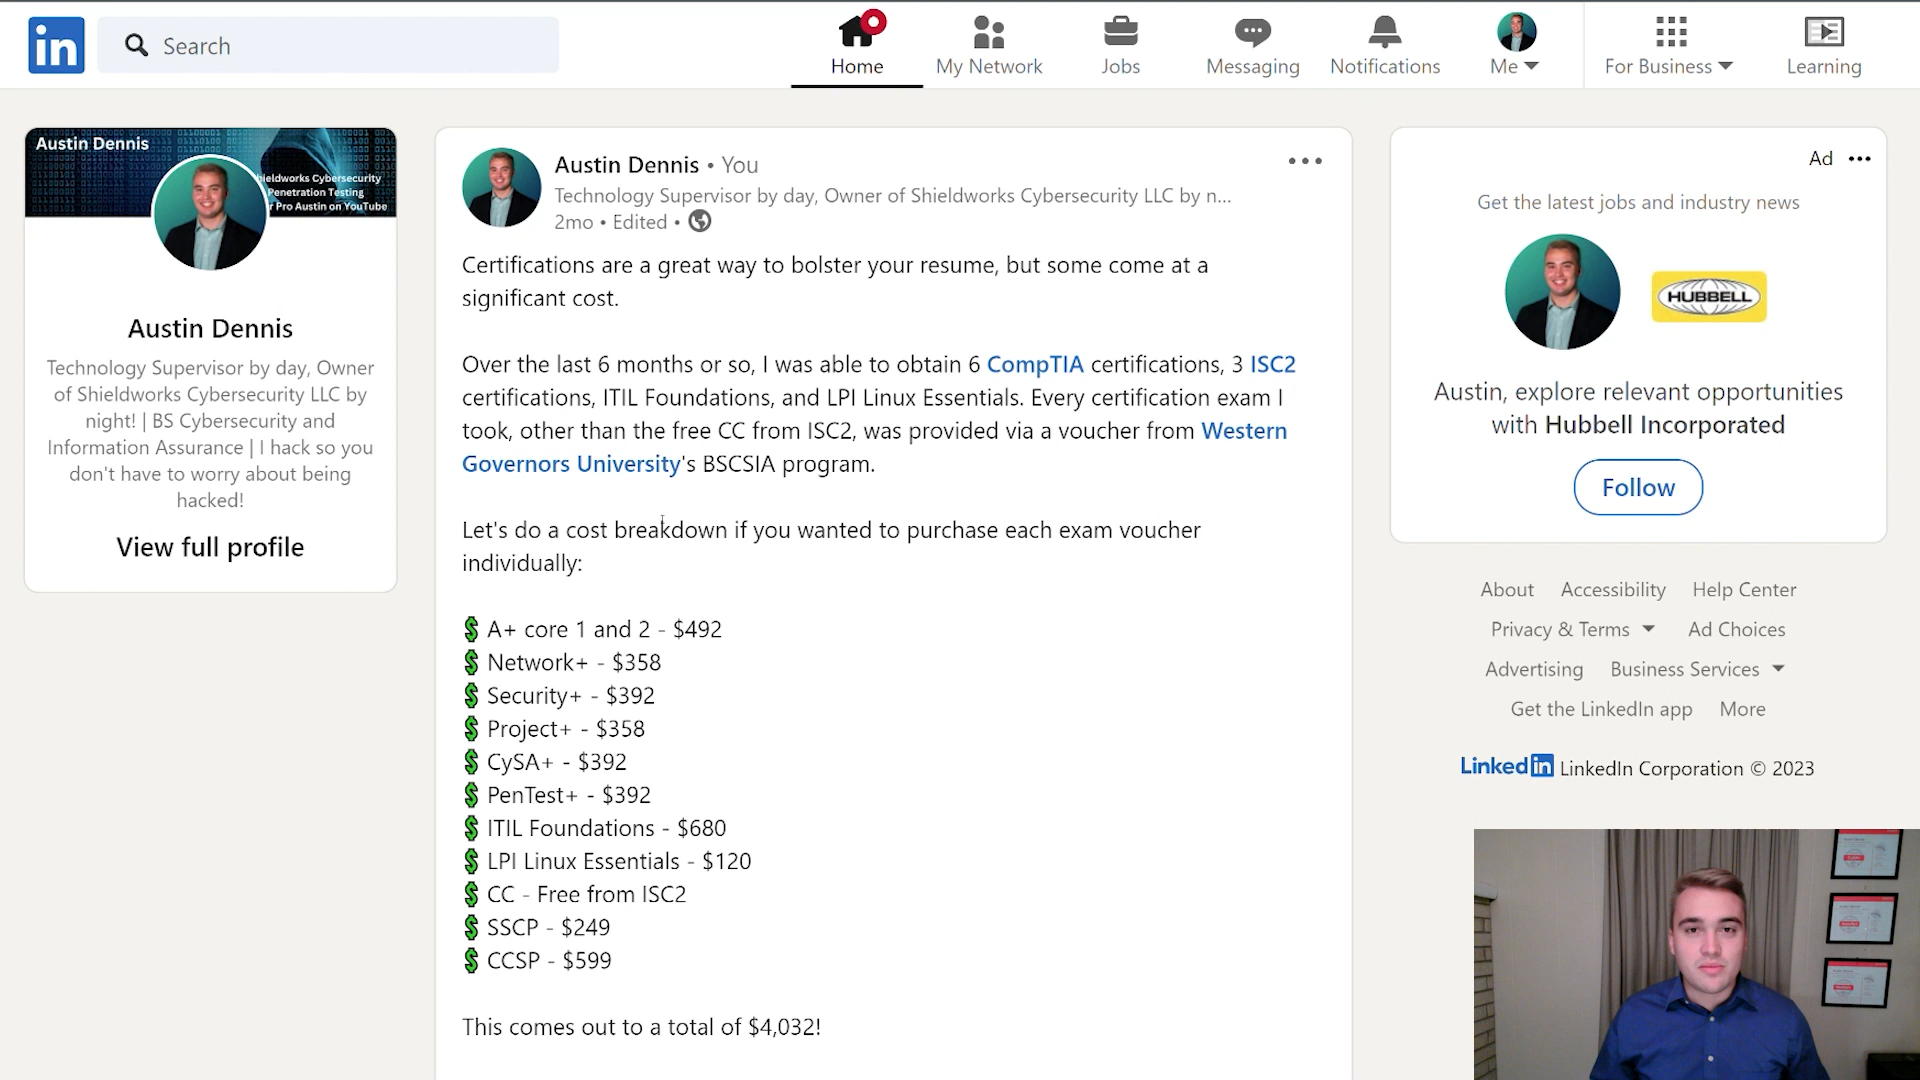 in
Search
Home
My Network
Jobs
Messaging
Notifications
Me
For Business
Learning
Austin Dennis
hieldworks Cybersecurity
Penetration Testing
r Pro Austin on YouTube
Austin Dennis
Technology Supervisor by day, Owner
of Shieldworks Cybersecurity LLC by
night! | BS Cybersecurity and
Information Assurance | I hack so you
don't have to worry about being
hacked!
View full profile
Austin Dennis • You
Technology Supervisor by day, Owner of Shieldworks Cybersecurity LLC by n...
2mo • Edited •
Certifications are a great way to bolster your resume, but some come at a
significant cost.
Over the last 6 months or so, I was able to obtain 6 CompTIA certifications, 3 ISC2
certifications, ITIL Foundations, and LPI Linux Essentials. Every certification exam I
took, other than the free CC from ISC2, was provided via a voucher from Western
Governors University's BSCSIA program.
Let's do a cost breakdown if you wanted to purchase each exam voucher
individually:
💲 A+ core 1 and 2 - $492
💲 Network+ - $358
💲 Security+ - $392
💲 Project+ - $358
💲 CySA+ - $392
💲 PenTest+ - $392
💲 ITIL Foundations - $680
💲 LPI Linux Essentials - $120
💲 CC - Free from ISC2
💲 SSCP - $249
💲 CCSP - $599
This comes out to a total of $4,032!
Ad
Get the latest jobs and industry news
HUBBELL
Austin, explore relevant opportunities
with Hubbell Incorporated
Follow
About Accessibility Help Center
Privacy & Terms Ad Choices
Advertising Business Services
Get the LinkedIn app More
LinkedIn LinkedIn Corporation © 2023